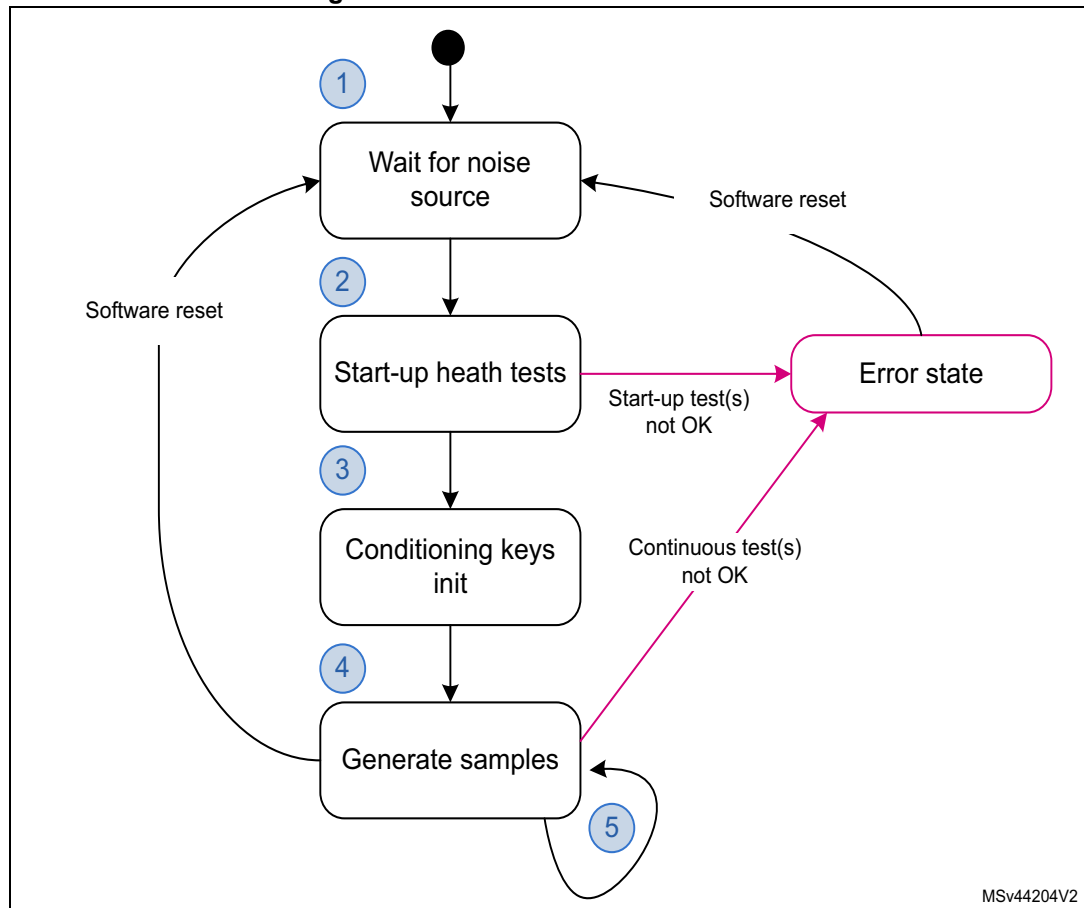 1
Wait for noise
source
Software reset
2
Software reset
Start-up heath tests
Error state
Start-up test(s)
not OK
3
Conditioning keys
init
Continuous test(s)
not OK
4
Generate samples
5
MSv44204V2